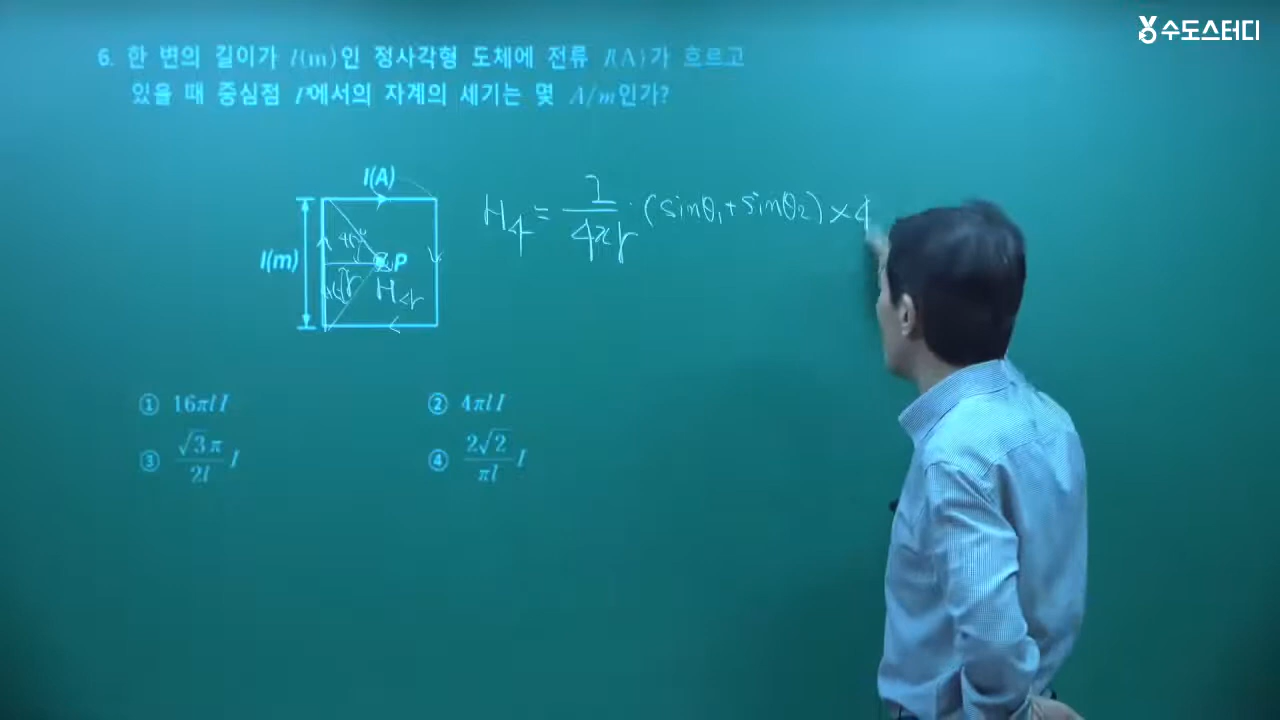 수도스터디
6. 한 변의 길이가 l(m)인 정사각형 도체에 전류 I(A)가 흐르고
있을 때 중심점 P에서의 자계의 세기는 몇 A/m인가?
I(A)
l(m)
P
r
H
H₄ = I/4πr · (sinθ₁+sinθ₂) × 4
① 16πlI
② 4πlI
③ √3π/2l I
④ 2√2/πl I